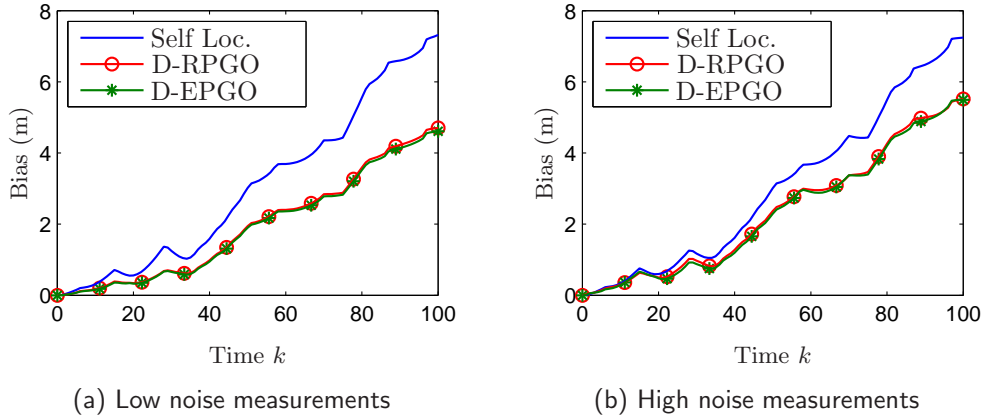 8
6
4
2
0
Bias (m)
Self Loc.
D-RPGO
D-EPGO
0 20 40 60 80 100
Time k
(a) Low noise measurements
8
6
4
2
0
Bias (m)
Self Loc.
D-RPGO
D-EPGO
0 20 40 60 80 100
Time k
(b) High noise measurements